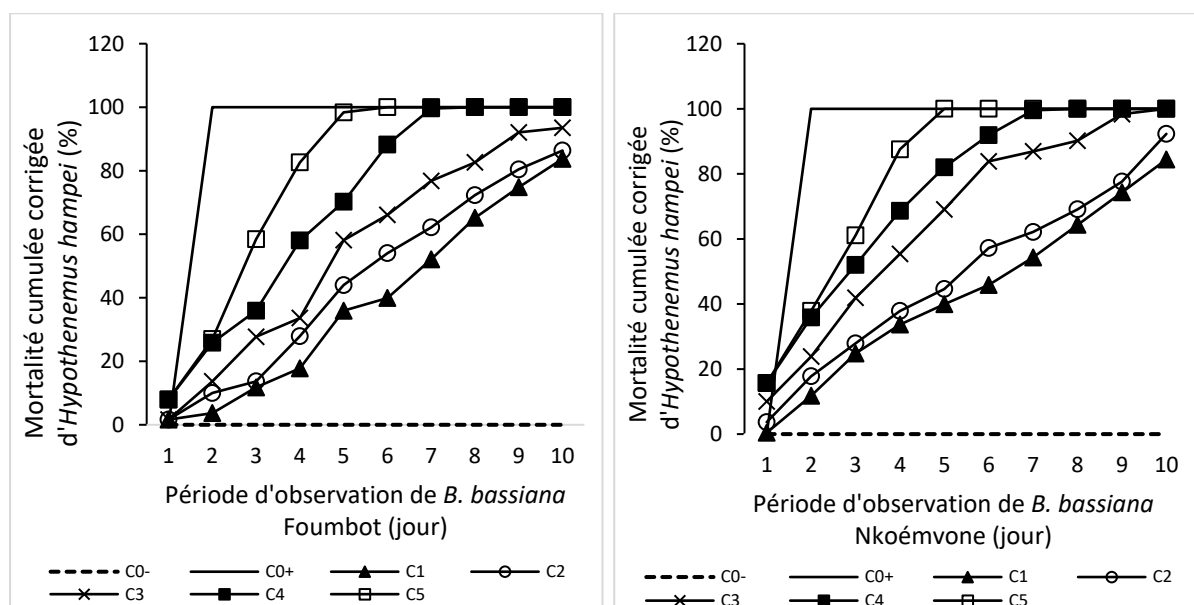 Mortalité cumulée corrigée
d'Hypothenemus hampei (%)
120
100
80
60
40
20
0
1 2 3 4 5 6 7 8 9 10
Période d'observation de B. bassiana
Foumbot (jour)
C0- C0+ C1 C2
C3 C4 C5
Mortalité cumulée corrigée
d'Hypothenemus hampei (%)
120
100
80
60
40
20
0
1 2 3 4 5 6 7 8 9 10
Période d'observation de B. bassiana
Nkoémvone (jour)
C0- C0+ C1 C2
C3 C4 C5